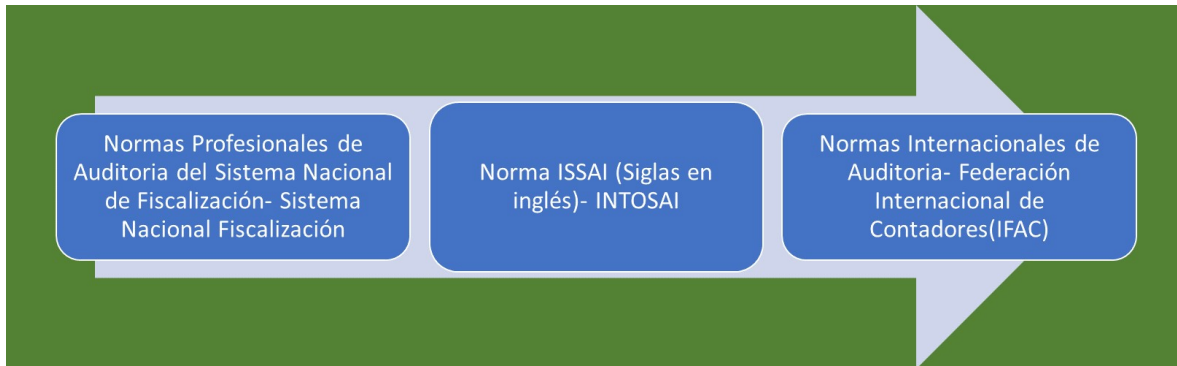 Normas Profesionales de
Auditoria del Sistema Nacional
de Fiscalización- Sistema
Nacional Fiscalización
Norma ISSAI (Siglas en
inglés)- INTOSAI
Normas Internacionales de
Auditoria- Federación
Internacional de
Contadores(IFAC)